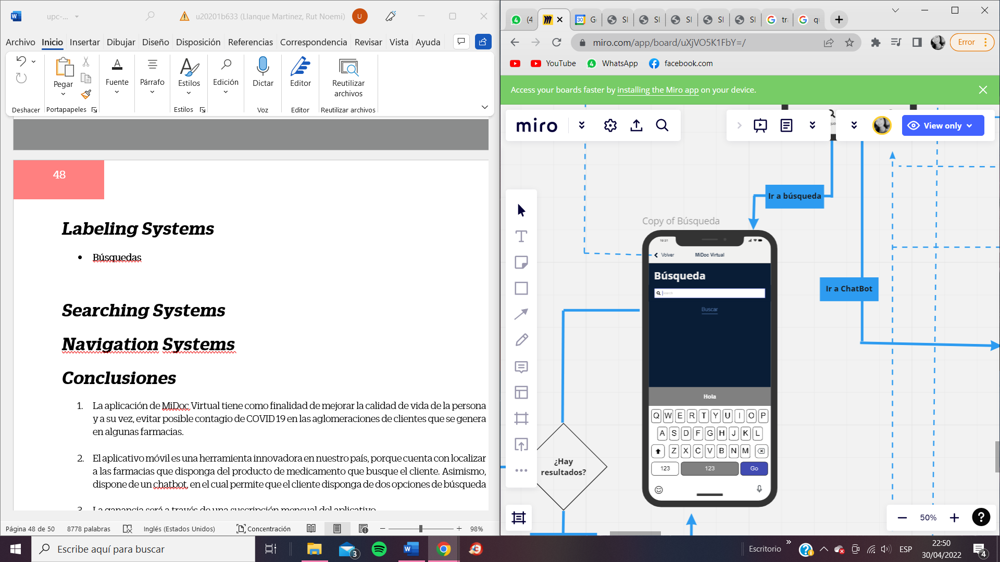 upc-...
u20201b633 (Llanque Martinez, Rut Noemi)
U
Archivo Inicio Insertar Dibujar Diseño Disposición Referencias Correspondencia Revisar Vista Ayuda
Pegar
Fuente
Párrafo
Estilos
Edición
Dictar
Editor
Reutilizar
archivos
Deshacer
Portapapeles
Estilos
Voz
Editor
Reutilizar archivos
48
Labeling Systems
• Búsquedas
Searching Systems
Navigation Systems
Conclusiones
1. La aplicación de MiDoc Virtual tiene como finalidad de mejorar la calidad de vida de la persona
y a su vez, evitar posible contagio de COVID 19 en las aglomeraciones de clientes que se genera
en algunas farmacias.
2. El aplicativo móvil es una herramienta innovadora en nuestro país, porque cuenta con localizar
a las farmacias que disponga del producto de medicamento que busque el cliente. Asimismo,
dispone de un chatbot, en el cual permite que el cliente disponga de dos opciones de búsqueda
3. La ganancia será a través de una suscripción mensual del aplicativo
Página 48 de 50 8778 palabras Inglés (Estados Unidos) Concentración 98%
(4 G SI SI SI SI SI tr q
miro.com/app/board/uXjVO5K1FbY=/
Error
YouTube WhatsApp facebook.com
Access your boards faster by installing the Miro app on your device.
miro
View only
Ir a búsqueda
Copy of Búsqueda
10:21
Volver MiDoc Virtual
Búsqueda
Search
Buscar
Ir a ChatBot
Hola
Q W E R T Y U I O P
A S D F G H J K L
Z X C V B N M
123 123 Go
¿Hay
resultados?
50%
Escribe aquí para buscar
3
Escritorio
ESP
22:50
30/04/2022
4